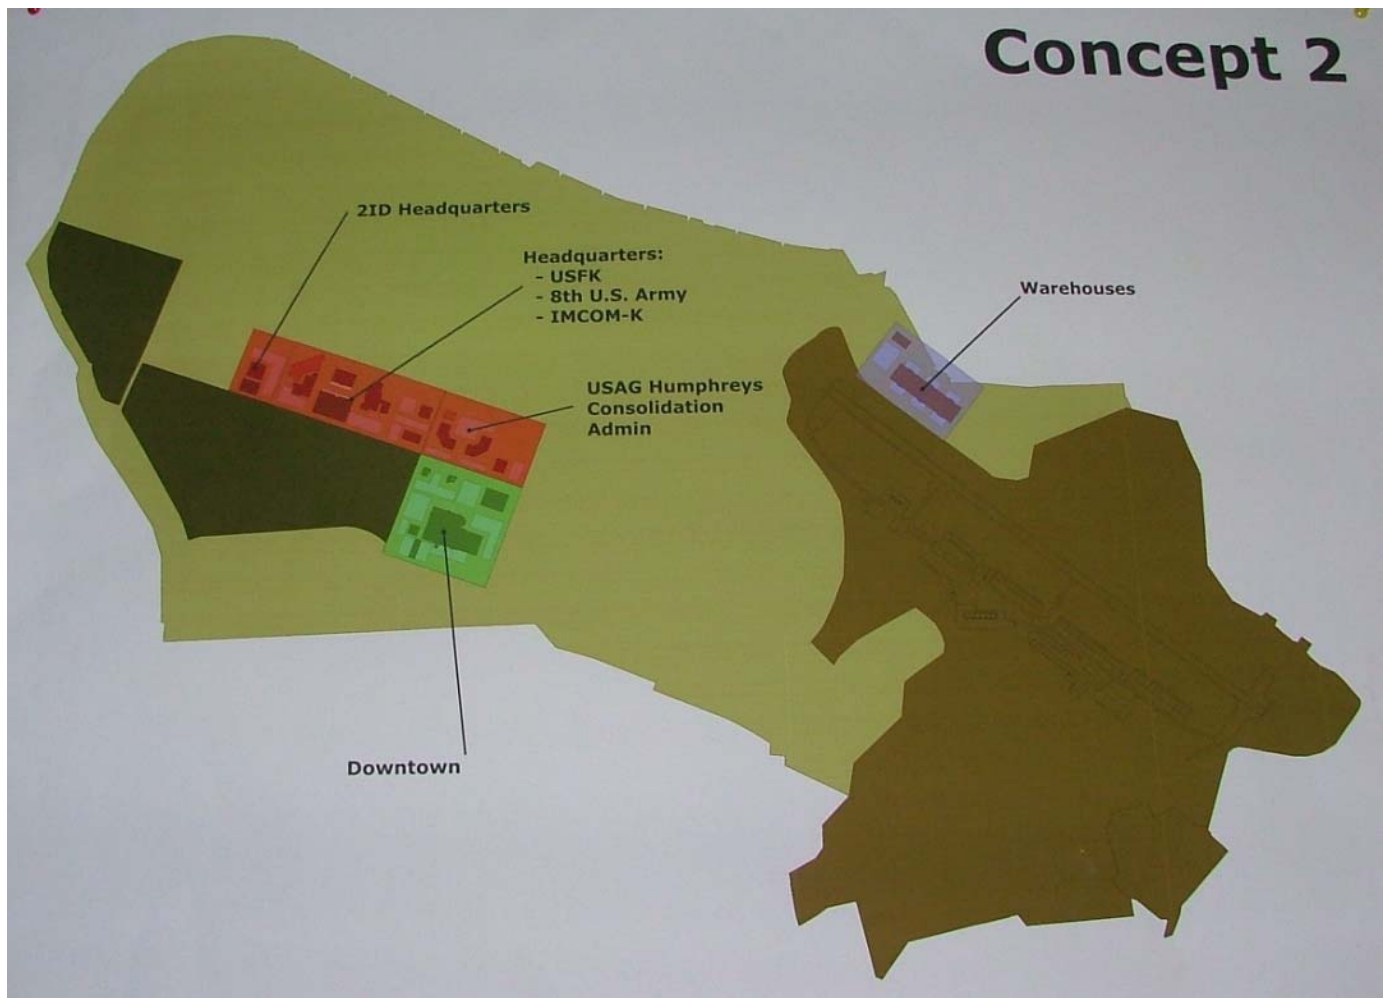 Concept 2
2ID Headquarters
Headquarters:
- USFK
- 8th U.S. Army
- IMCOM-K
Warehouses
USAG Humphreys
Consolidation
Admin
Downtown